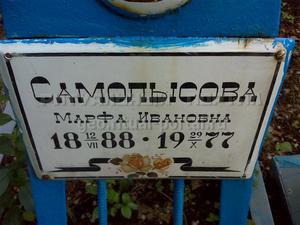 САМОЛЫСОВА
МАРФА ИВАНОВНА
18 12/VII 88 · 19 29/X 77